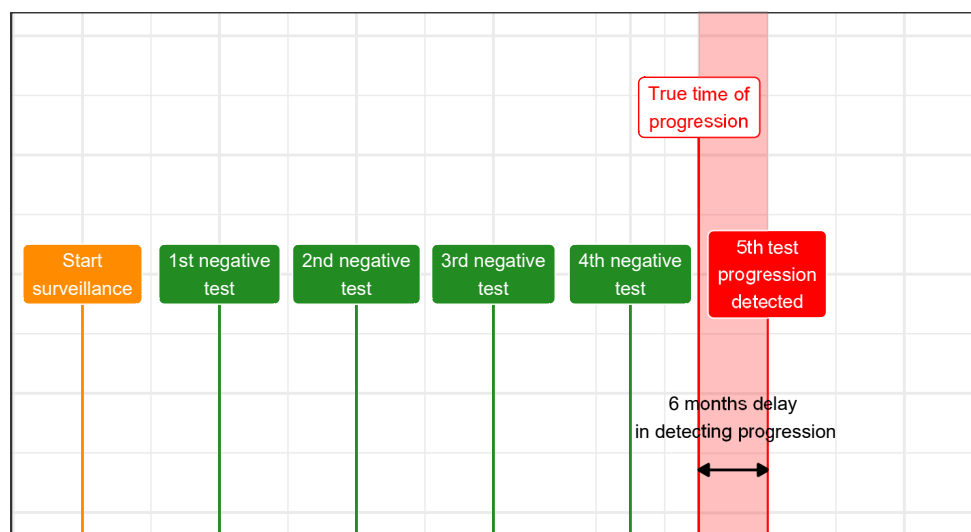 True time of
progression
Start
surveillance
1st negative
test
2nd negative
test
3rd negative
test
4th negative
test
5th test
progression
detected
6 months delay
in detecting progression